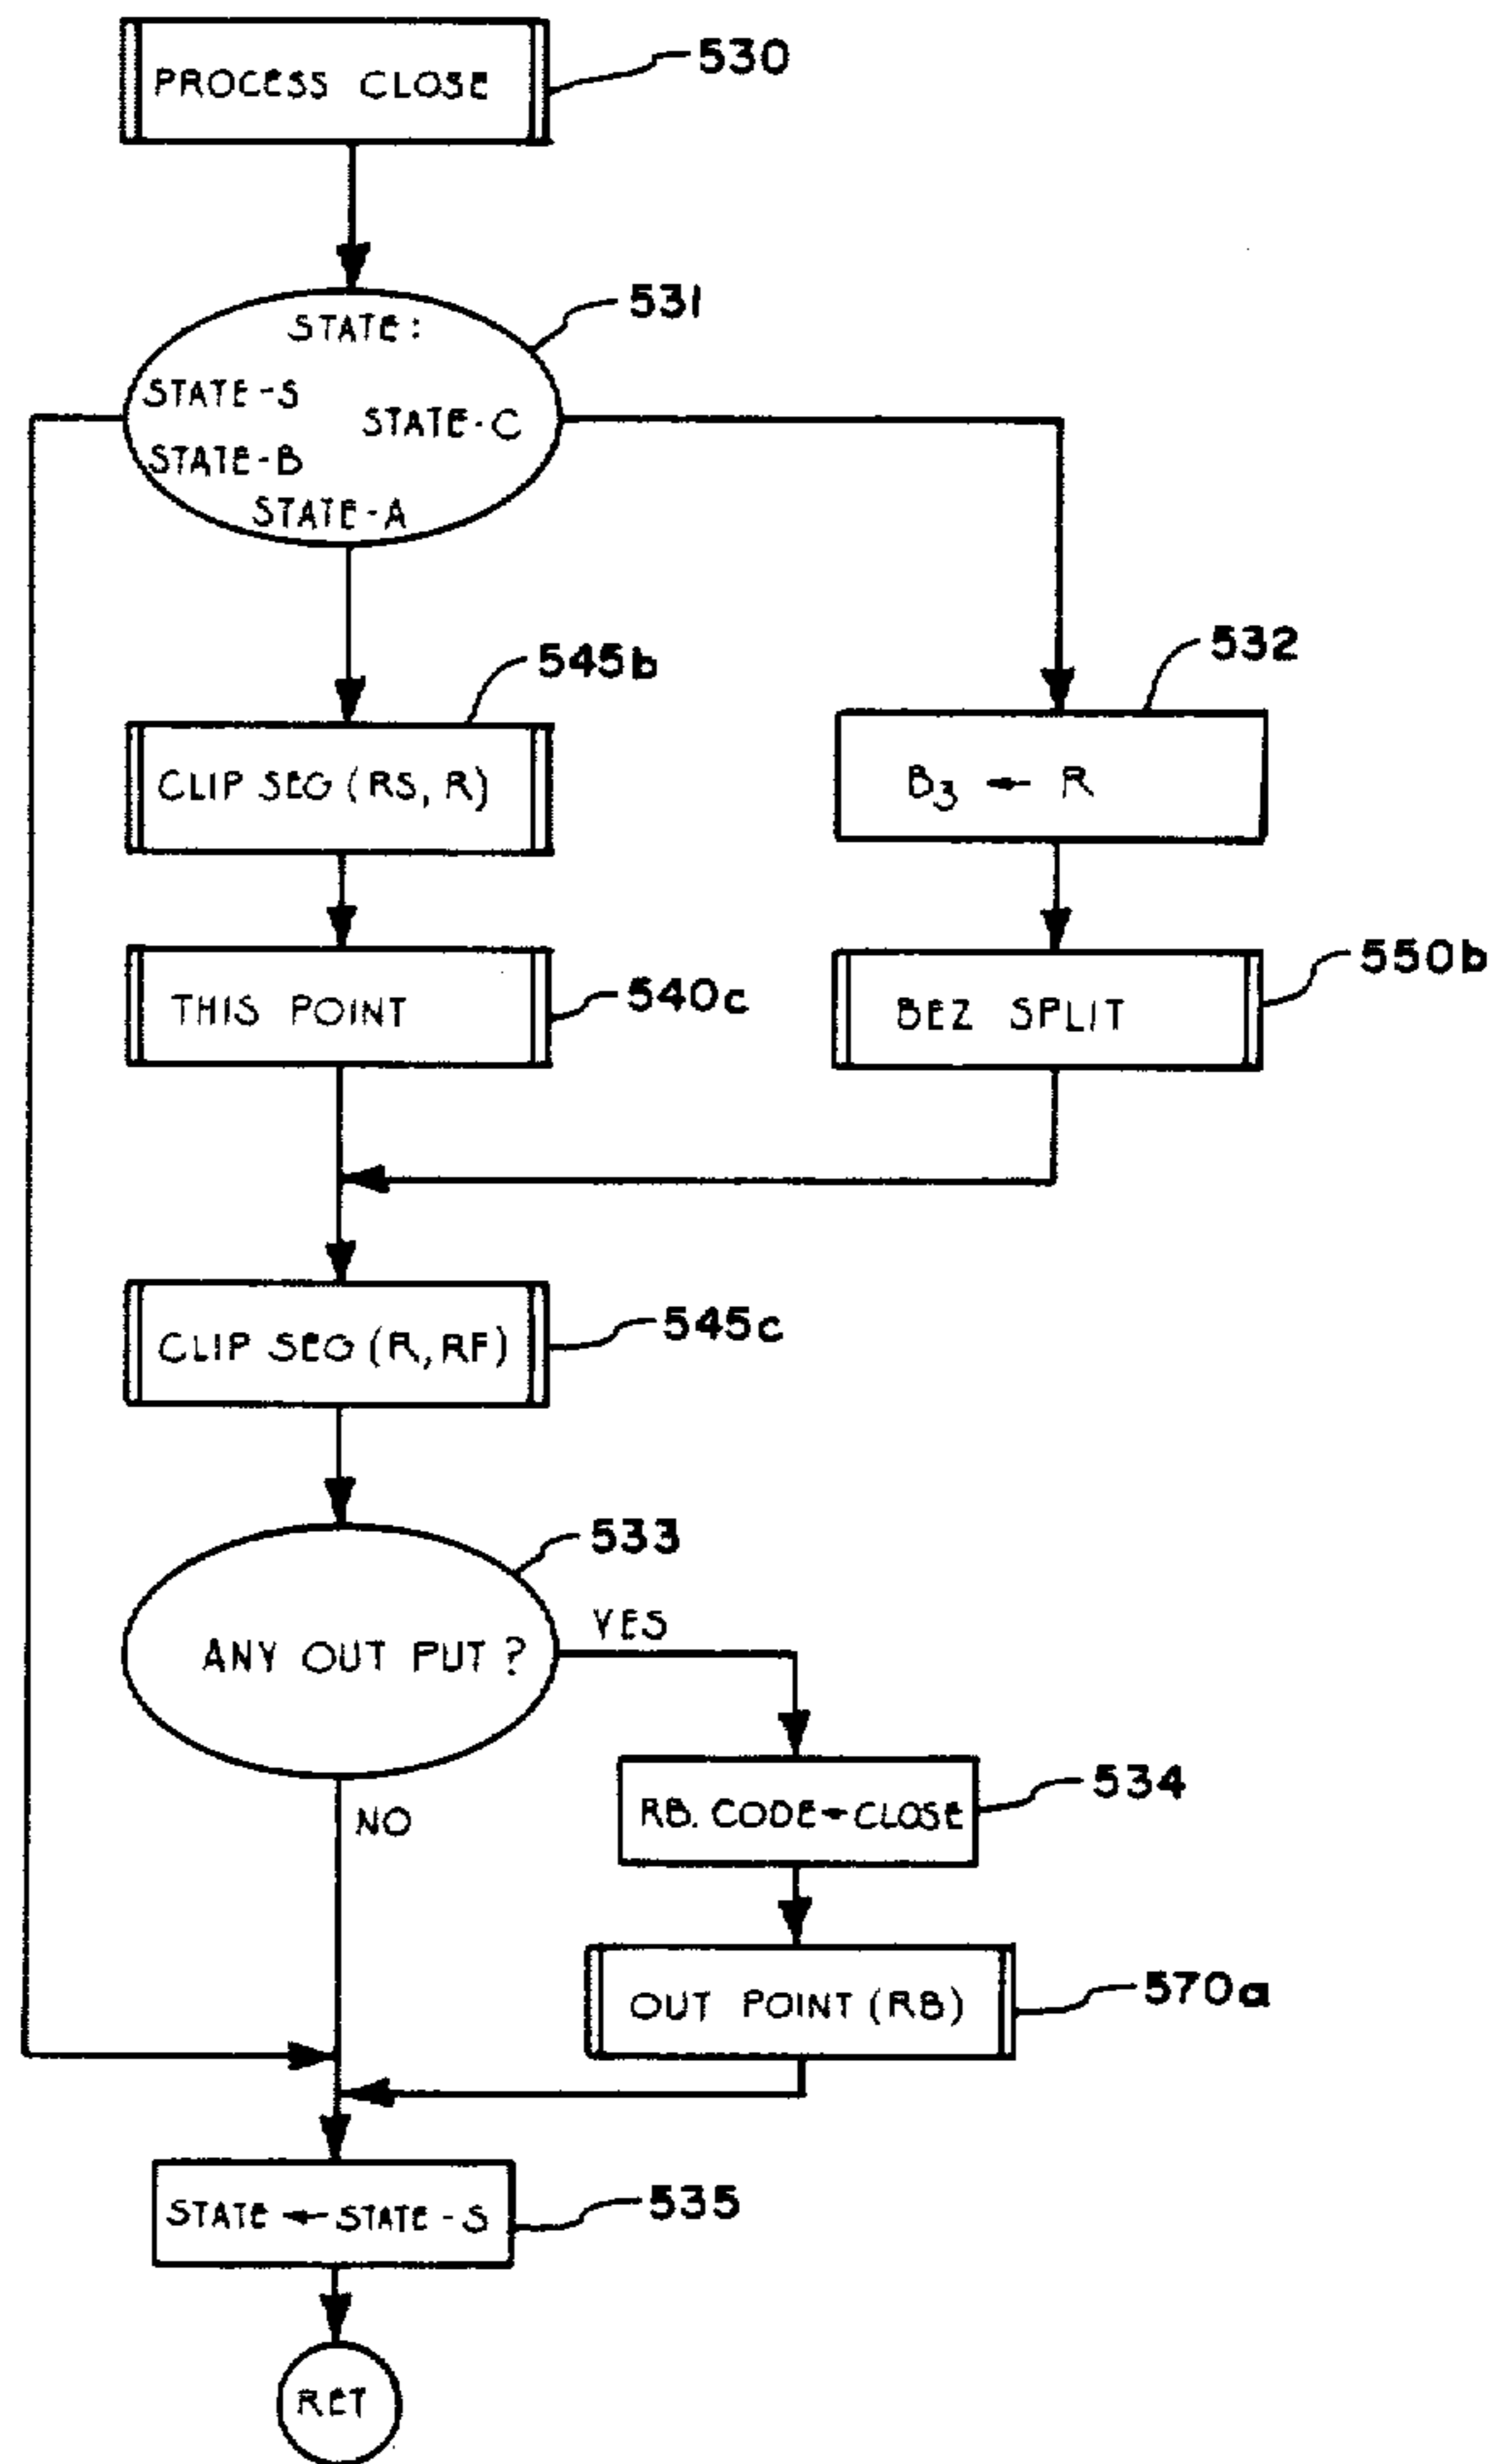 PROCESS CLOSE
530
STATE:
531
STATE-S
STATE-C
STATE-B
STATE-A
545b
532
CLIP SEG (RS, R)
B3 ← R
THIS POINT
540c
BEZ SPLIT
550b
CLIP SEG (R, RF)
545c
533
ANY OUT PUT ?
YES
NO
RB. CODE ← CLOSE
534
OUT POINT (RB)
570a
STATE ← STATE-S
535
RET